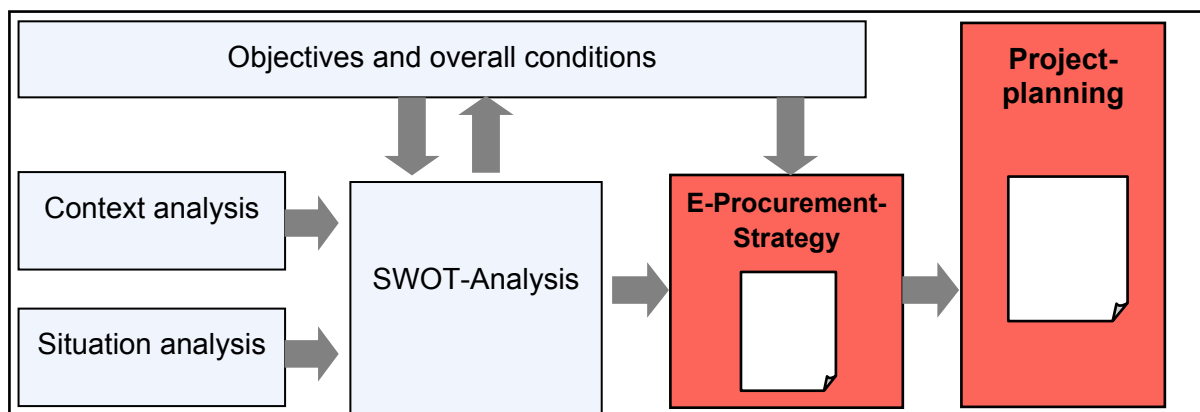 Objectives and overall conditions
Project-
planning
Context analysis
SWOT-Analysis
E-Procurement-
Strategy
Situation analysis